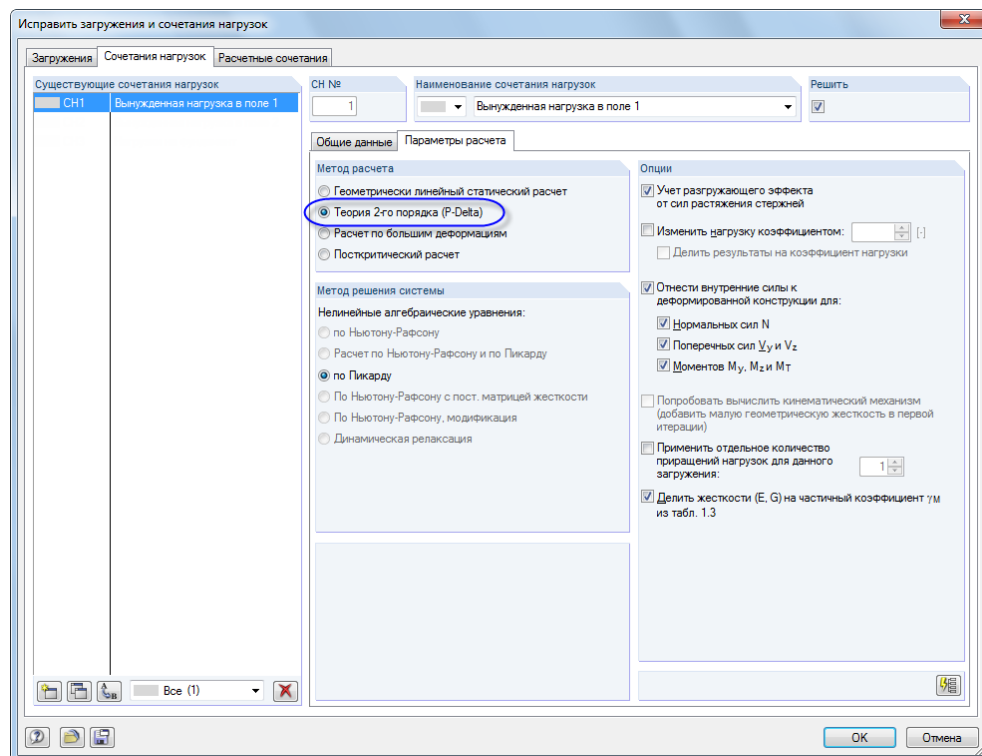 Исправить загружения и сочетания нагрузок
Загружения
Сочетания нагрузок
Расчетные сочетания
Существующие сочетания нагрузок
CH1
Вынужденная нагрузка в поле 1
СН №
1
Наименование сочетания нагрузок
Вынужденная нагрузка в поле 1
Решить
Общие данные
Параметры расчета
Метод расчета
Геометрически линейный статический расчет
Теория 2-го порядка (P-Delta)
Расчет по большим деформациям
Посткритический расчет
Метод решения системы
Нелинейные алгебраические уравнения:
по Ньютону-Рафсону
Расчет по Ньютону-Рафсону и по Пикарду
по Пикарду
По Ньютону-Рафсону с пост. матрицей жесткости
По Ньютону-Рафсону, модификация
Динамическая релаксация
Опции
Учет разгружающего эффекта
от сил растяжения стержней
Изменить нагрузку коэффициентом:
[-]
Делить результаты на коэффициент нагрузки
Отнести внутренние силы к
деформированной конструкции для:
Нормальных сил N
Поперечных сил Vy и Vz
Моментов My, Mz и MT
Попробовать вычислить кинематический механизм
(добавить малую геометрическую жесткость в первой
итерации)
Применить отдельное количество
приращений нагрузок для данного
загружения:
1
Делить жесткости (E, G) на частичный коэффициент γM
из табл. 1.3
Все (1)
OK
Отмена